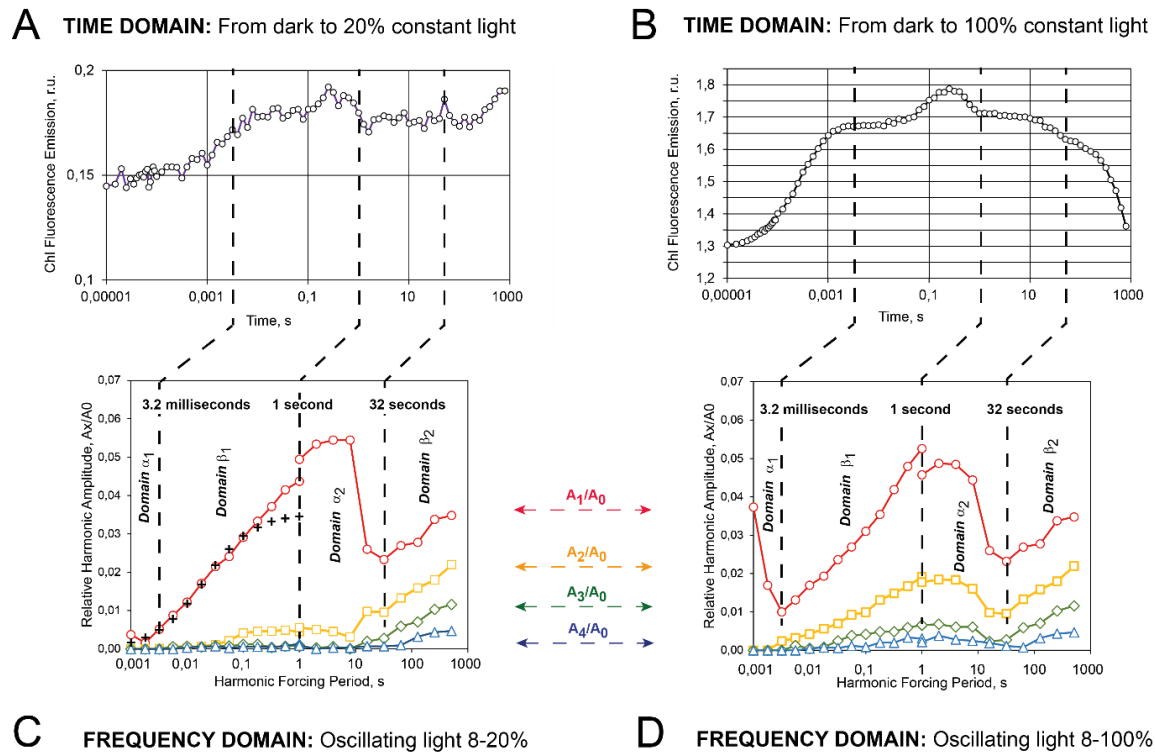 A TIME DOMAIN: From dark to 20% constant light
Chl Fluorescence Emission, r.u.
0,2
0,15
0,1
0,00001 0,001 0,1 10 1000
Time, s
B TIME DOMAIN: From dark to 100% constant light
Chl Fluorescence Emission, r.u.
1,8
1,7
1,6
1,5
1,4
1,3
1,2
0,00001 0,001 0,1 10 1000
Time, s
Relative Harmonic Amplitude, Ax/A0
0,07
0,06
0,05
0,04
0,03
0,02
0,01
0,00
3.2 milliseconds 1 second 32 seconds
Domain α1
Domain β1
Domain α2
Domain β2
0,001 0,01 0,1 1 10 100 1000
Harmonic Forcing Period, s
A1/A0
A2/A0
A3/A0
A4/A0
Relative Harmonic Amplitude, Ax/A0
0,07
0,06
0,05
0,04
0,03
0,02
0,01
0,00
3.2 milliseconds 1 second 32 seconds
Domain α1
Domain β1
Domain α2
Domain β2
0,001 0,01 0,1 1 10 100 1000
Harmonic Forcing Period, s
C FREQUENCY DOMAIN: Oscillating light 8-20%
D FREQUENCY DOMAIN: Oscillating light 8-100%